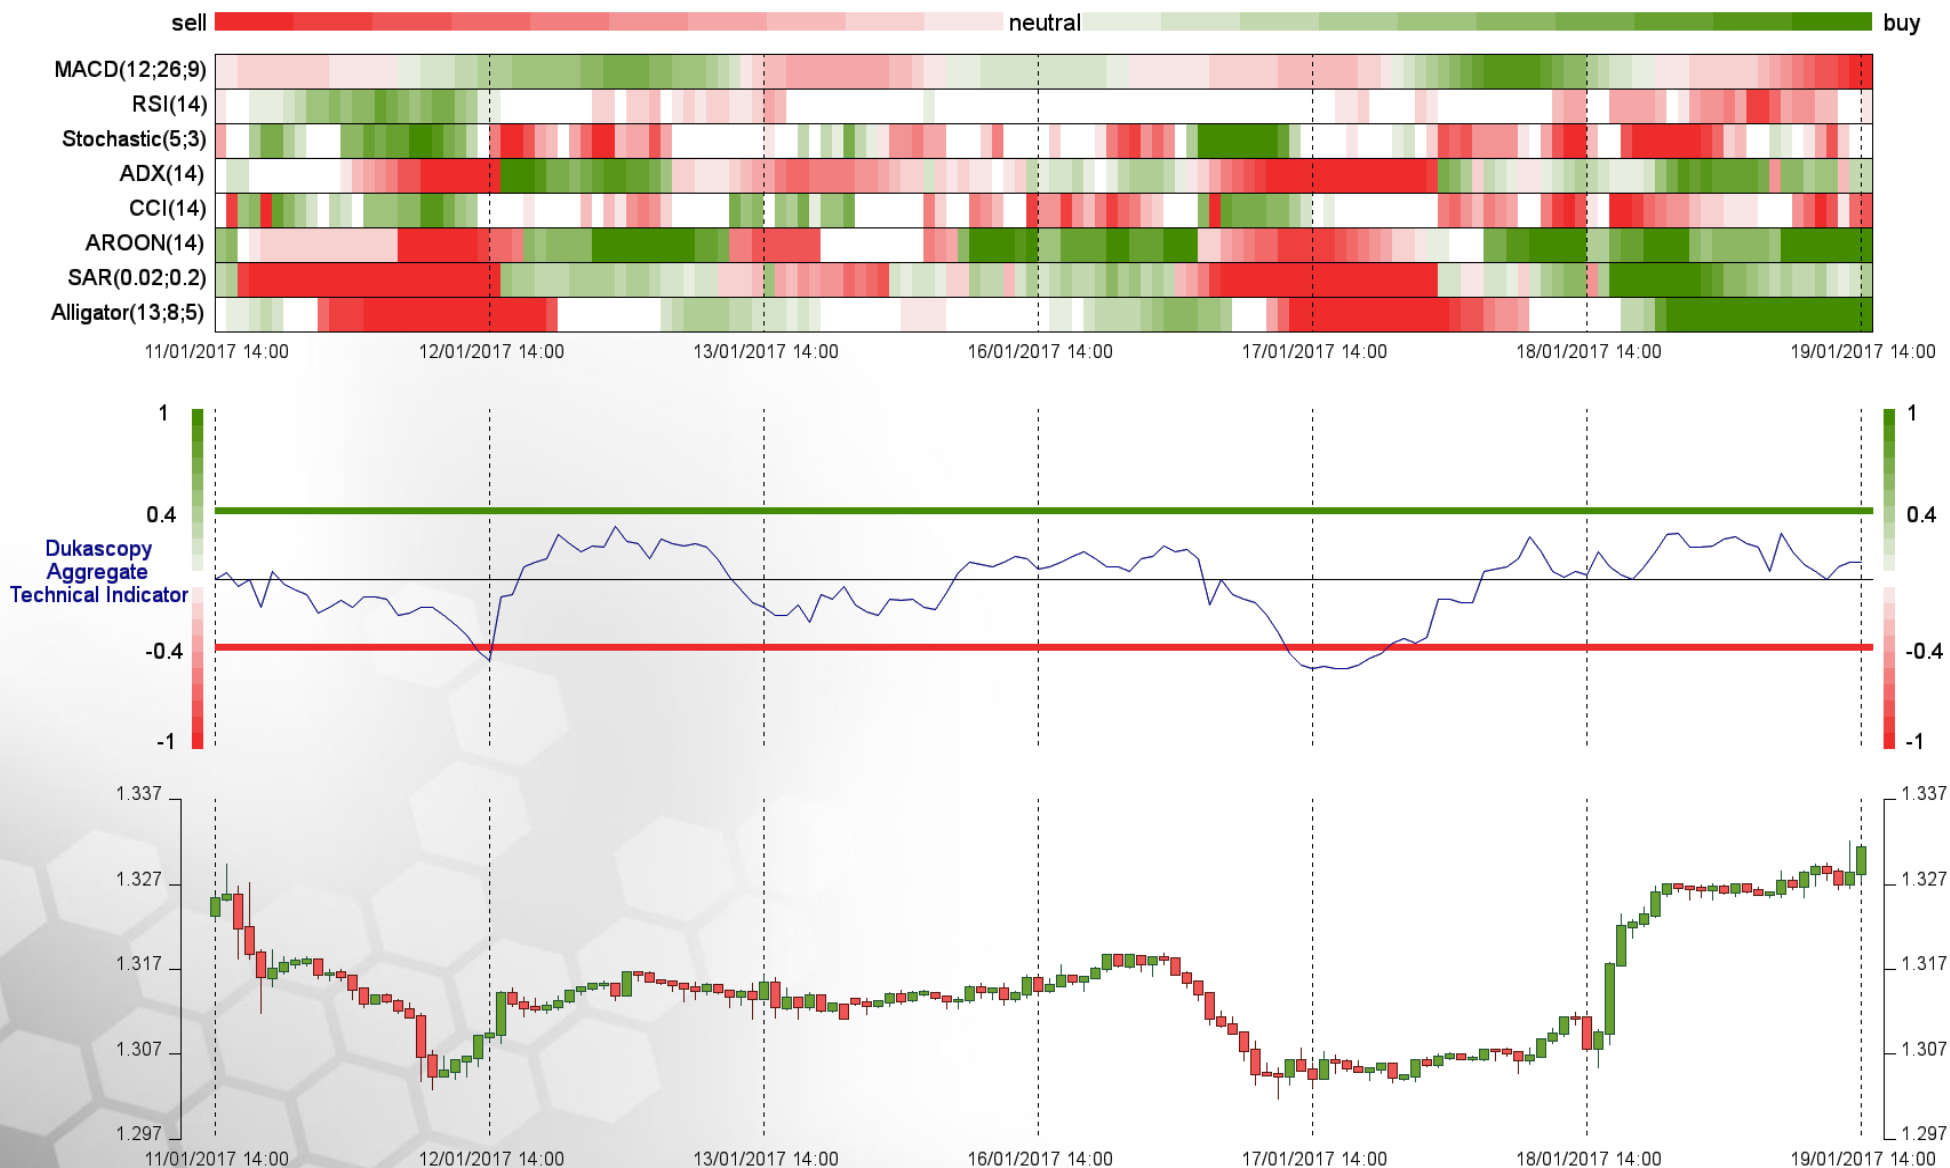 sell neutral buy
MACD(12;26;9)
RSI(14)
Stochastic(5;3)
ADX(14)
CCI(14)
AROON(14)
SAR(0.02;0.2)
Alligator(13;8;5)
11/01/2017 14:00 12/01/2017 14:00 13/01/2017 14:00 16/01/2017 14:00 17/01/2017 14:00 18/01/2017 14:00 19/01/2017 14:00
1 1
0.4 0.4
Dukascopy
Aggregate
Technical Indicator
-0.4 -0.4
-1 -1
1.337 1.337
1.327 1.327
1.317 1.317
1.307 1.307
1.297 1.297
11/01/2017 14:00 12/01/2017 14:00 13/01/2017 14:00 16/01/2017 14:00 17/01/2017 14:00 18/01/2017 14:00 19/01/2017 14:00